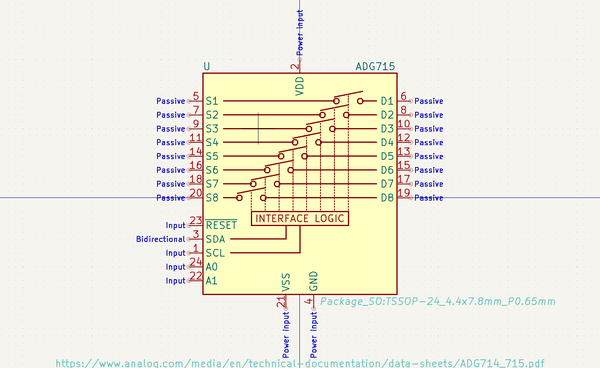 Power input
2
U ADG715
VDD
Passive 5 S1 D1 6 Passive
Passive 7 S2 D2 8 Passive
Passive 9 S3 D3 10 Passive
Passive 11 S4 D4 12 Passive
Passive 14 S5 D5 13 Passive
Passive 16 S6 D6 15 Passive
Passive 18 S7 D7 17 Passive
Passive 20 S8 D8 19 Passive
INTERFACE LOGIC
Input 23 RESET
Bidirectional 3 SDA
Input 1 SCL
Input 24 A0
Input 22 A1
VSS GND
21 4
Package_SO:TSSOP-24_4.4x7.8mm_P0.65mm
Power input Power input
https://www.analog.com/media/en/technical-documentation/data-sheets/ADG714_715.pdf